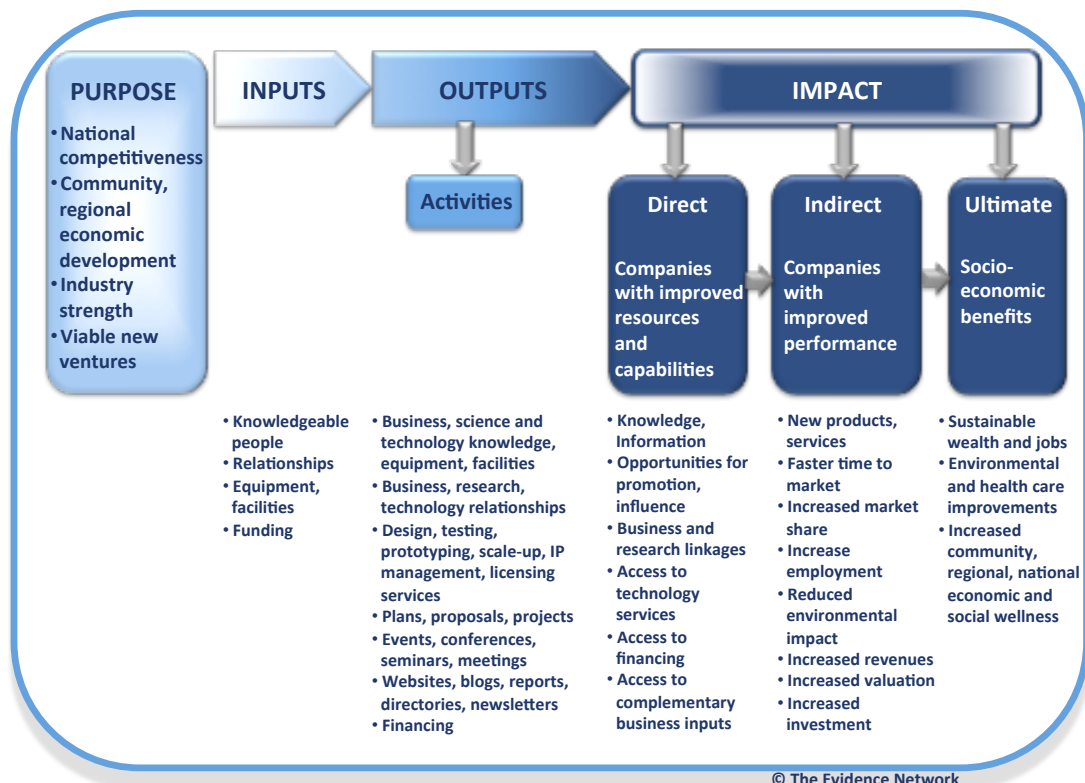 PURPOSE
• National
competitiveness
• Community,
regional
economic
development
• Industry
strength
• Viable new
ventures
INPUTS
OUTPUTS
IMPACT
Activities
Direct
Companies
with improved
resources
and
capabilities
Indirect
Companies
with
improved
performance
Ultimate
Socio-
economic
benefits
• Knowledgeable
people
• Relationships
• Equipment,
facilities
• Funding
• Business, science and
technology knowledge,
equipment, facilities
• Business, research,
technology relationships
• Design, testing,
prototyping, scale-up, IP
management, licensing
services
• Plans, proposals, projects
• Events, conferences,
seminars, meetings
• Websites, blogs, reports,
directories, newsletters
• Financing
• Knowledge,
Information
• Opportunities for
promotion,
influence
• Business and
research linkages
• Access to
technology
services
• Access to
financing
• Access to
complementary
business inputs
• New products,
services
• Faster time to
market
• Increased market
share
• Increase
employment
• Reduced
environmental
impact
• Increased revenues
• Increased valuation
• Increased
investment
• Sustainable
wealth and jobs
• Environmental
and health care
improvements
• Increased
community,
regional, national
economic and
social wellness
© The Evidence Network